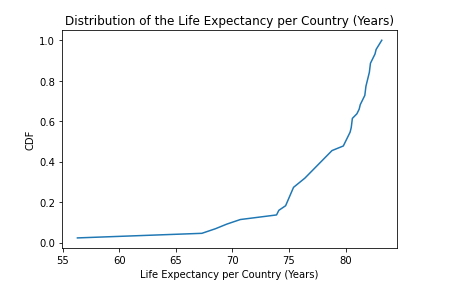 Distribution of the Life Expectancy per Country (Years)
1.0
0.8
0.6
0.4
0.2
0.0
CDF
55 60 65 70 75 80
Life Expectancy per Country (Years)